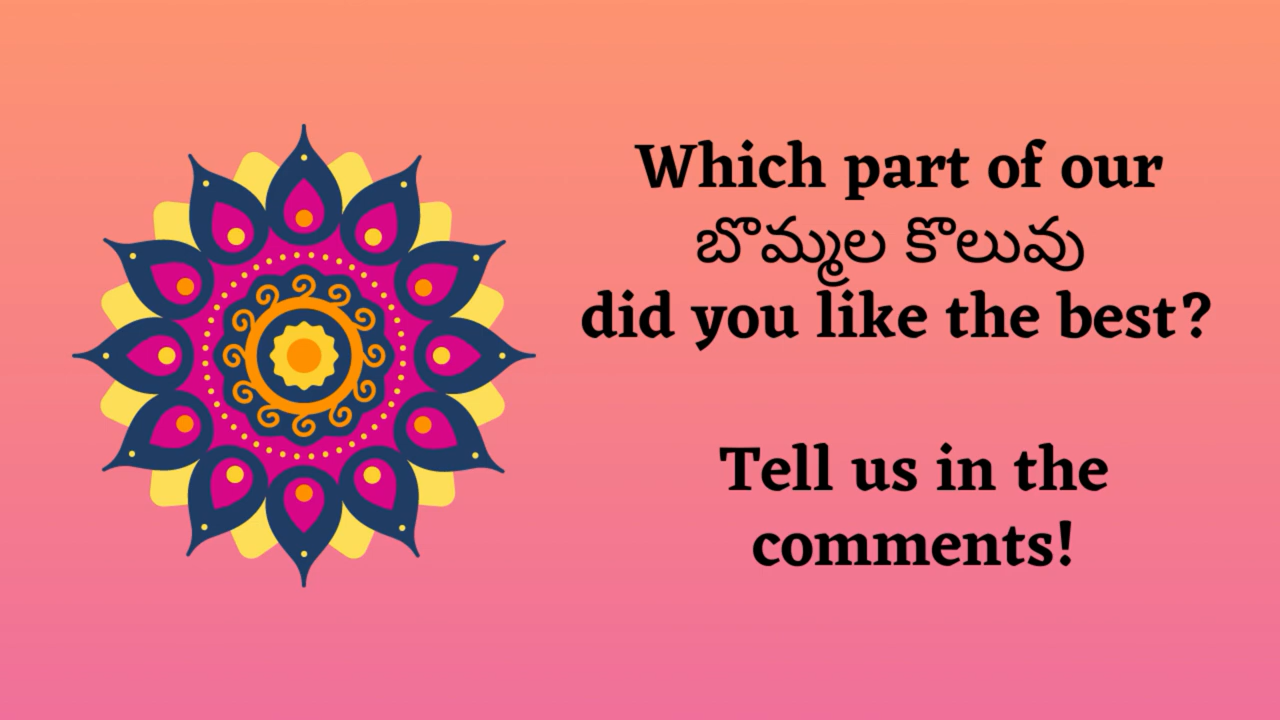 Which part of our
బొమ్మల కొలువు
did you like the best?
Tell us in the
comments!